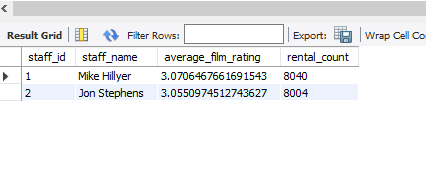 Result Grid Filter Rows: Export: Wrap Cell Co
staff_id staff_name average_film_rating rental_count
1 Mike Hillyer 3.0706467661691543 8040
2 Jon Stephens 3.0550974512743627 8004